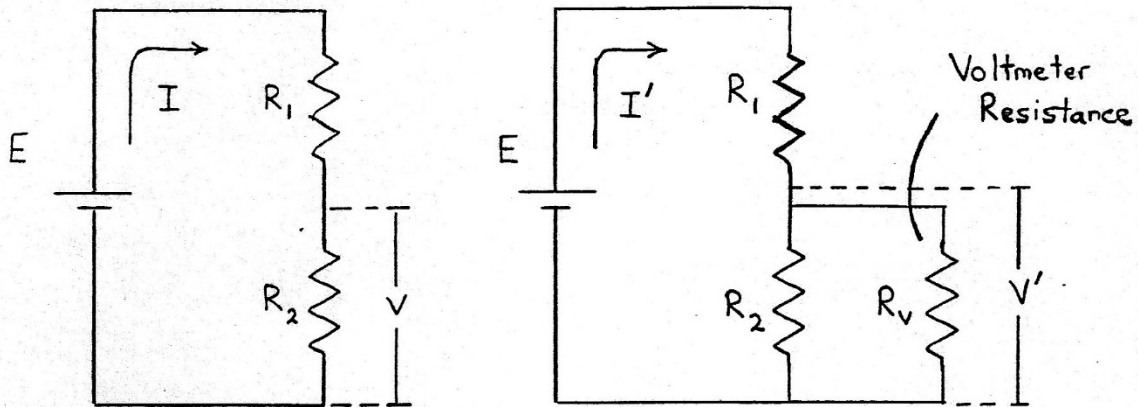 E
I
R1
R2
V
E
I'
R1
R2
Rv
V'
Voltmeter
Resistance